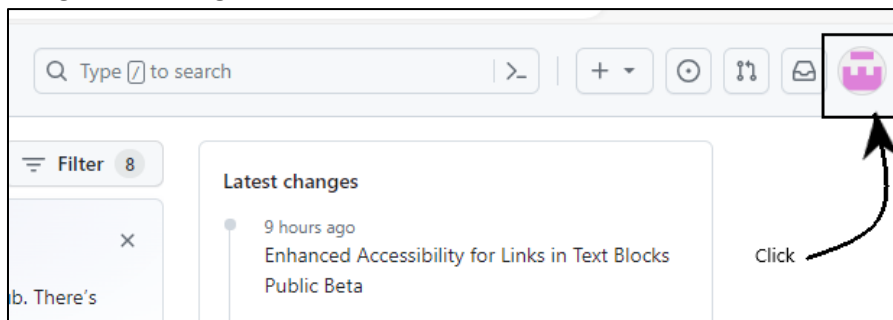 Type / to search
Filter 8
Latest changes
9 hours ago
Enhanced Accessibility for Links in Text Blocks
Public Beta
Click
ub. There's